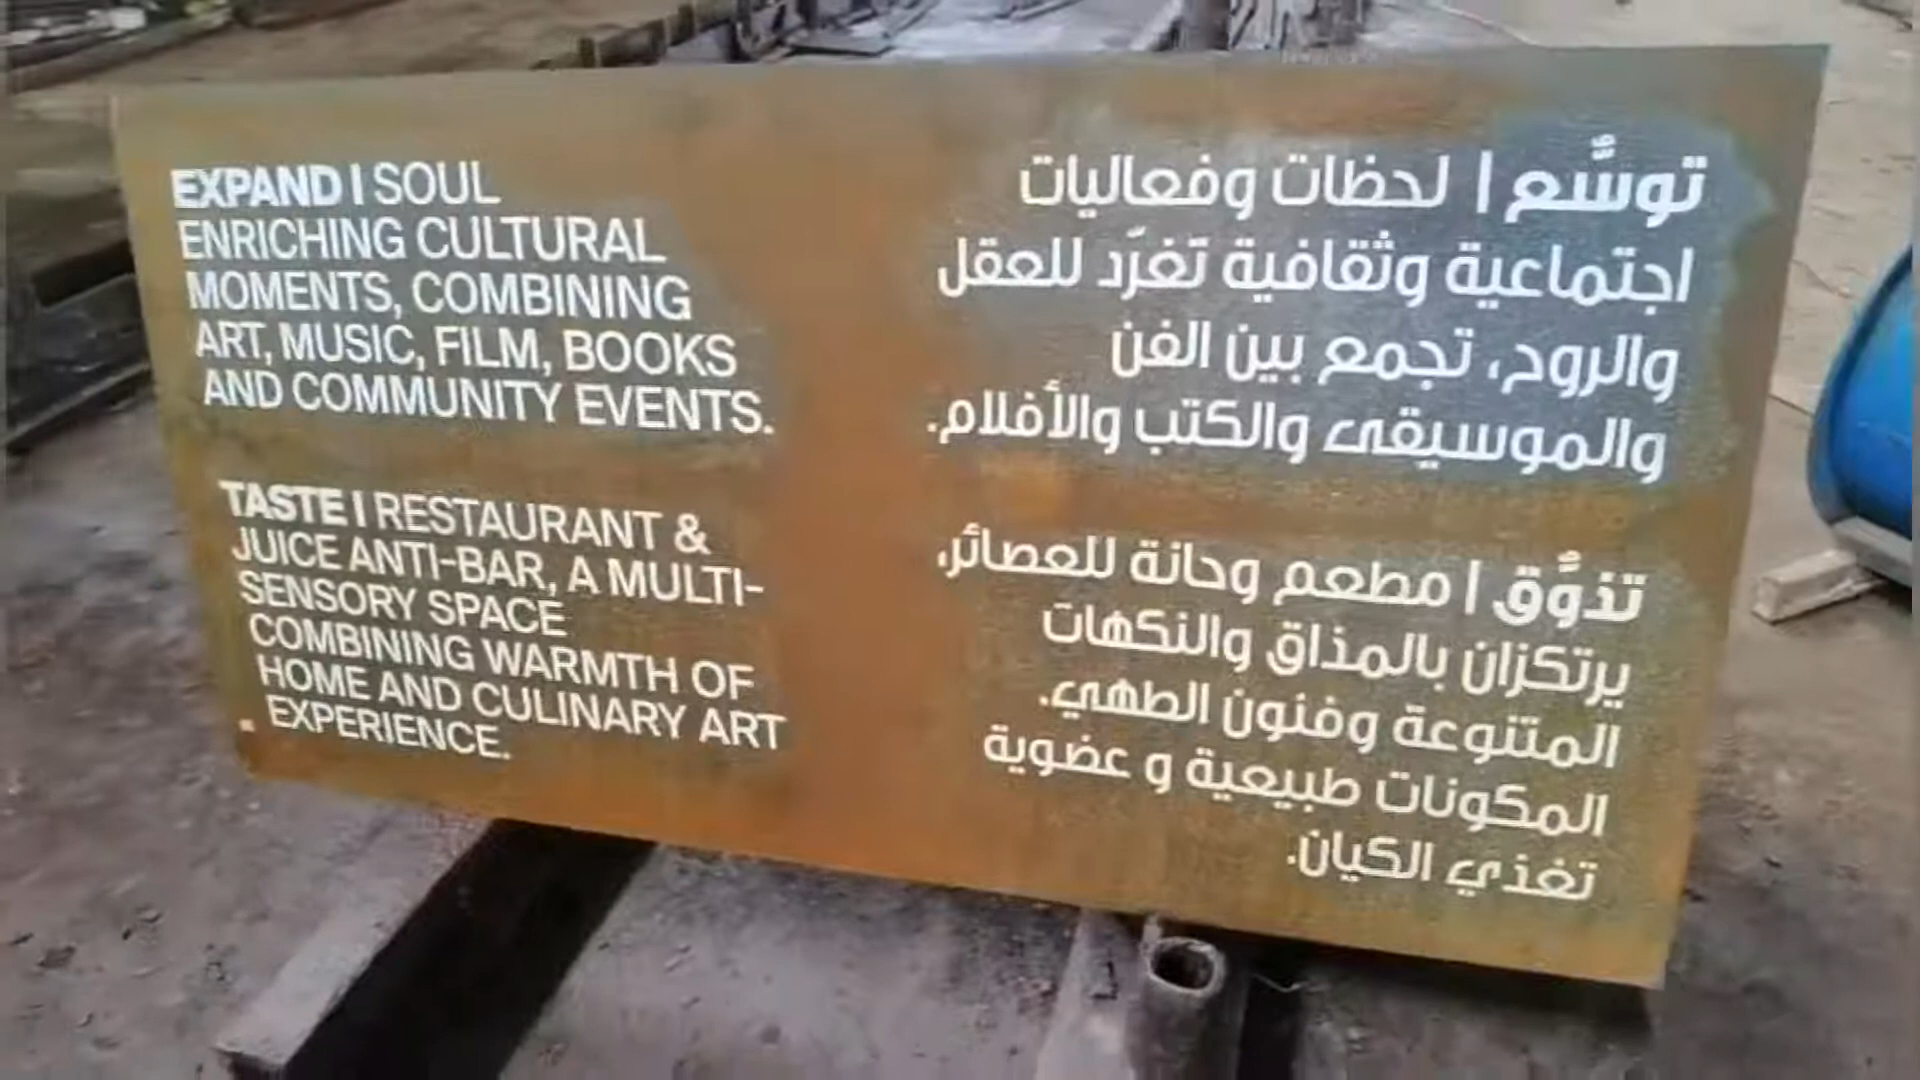 EXPAND | SOUL
ENRICHING CULTURAL
MOMENTS, COMBINING
ART, MUSIC, FILM, BOOKS
AND COMMUNITY EVENTS.
TASTE | RESTAURANT &
JUICE ANTI-BAR, A MULTI-
SENSORY SPACE
COMBINING WARMTH OF
HOME AND CULINARY ART
EXPERIENCE.
توسَّع | لحظات وفعاليات
اجتماعية وثقافية تغرّد للعقل
والروح، تجمع بين الفن
والموسيقى والكتب والأفلام.
تذوَّق | مطعم وحانة للعصائر،
يرتكزان بالمذاق والنكهات
المتنوعة وفنون الطهي.
المكونات طبيعية و عضوية
تغذي الكيان.